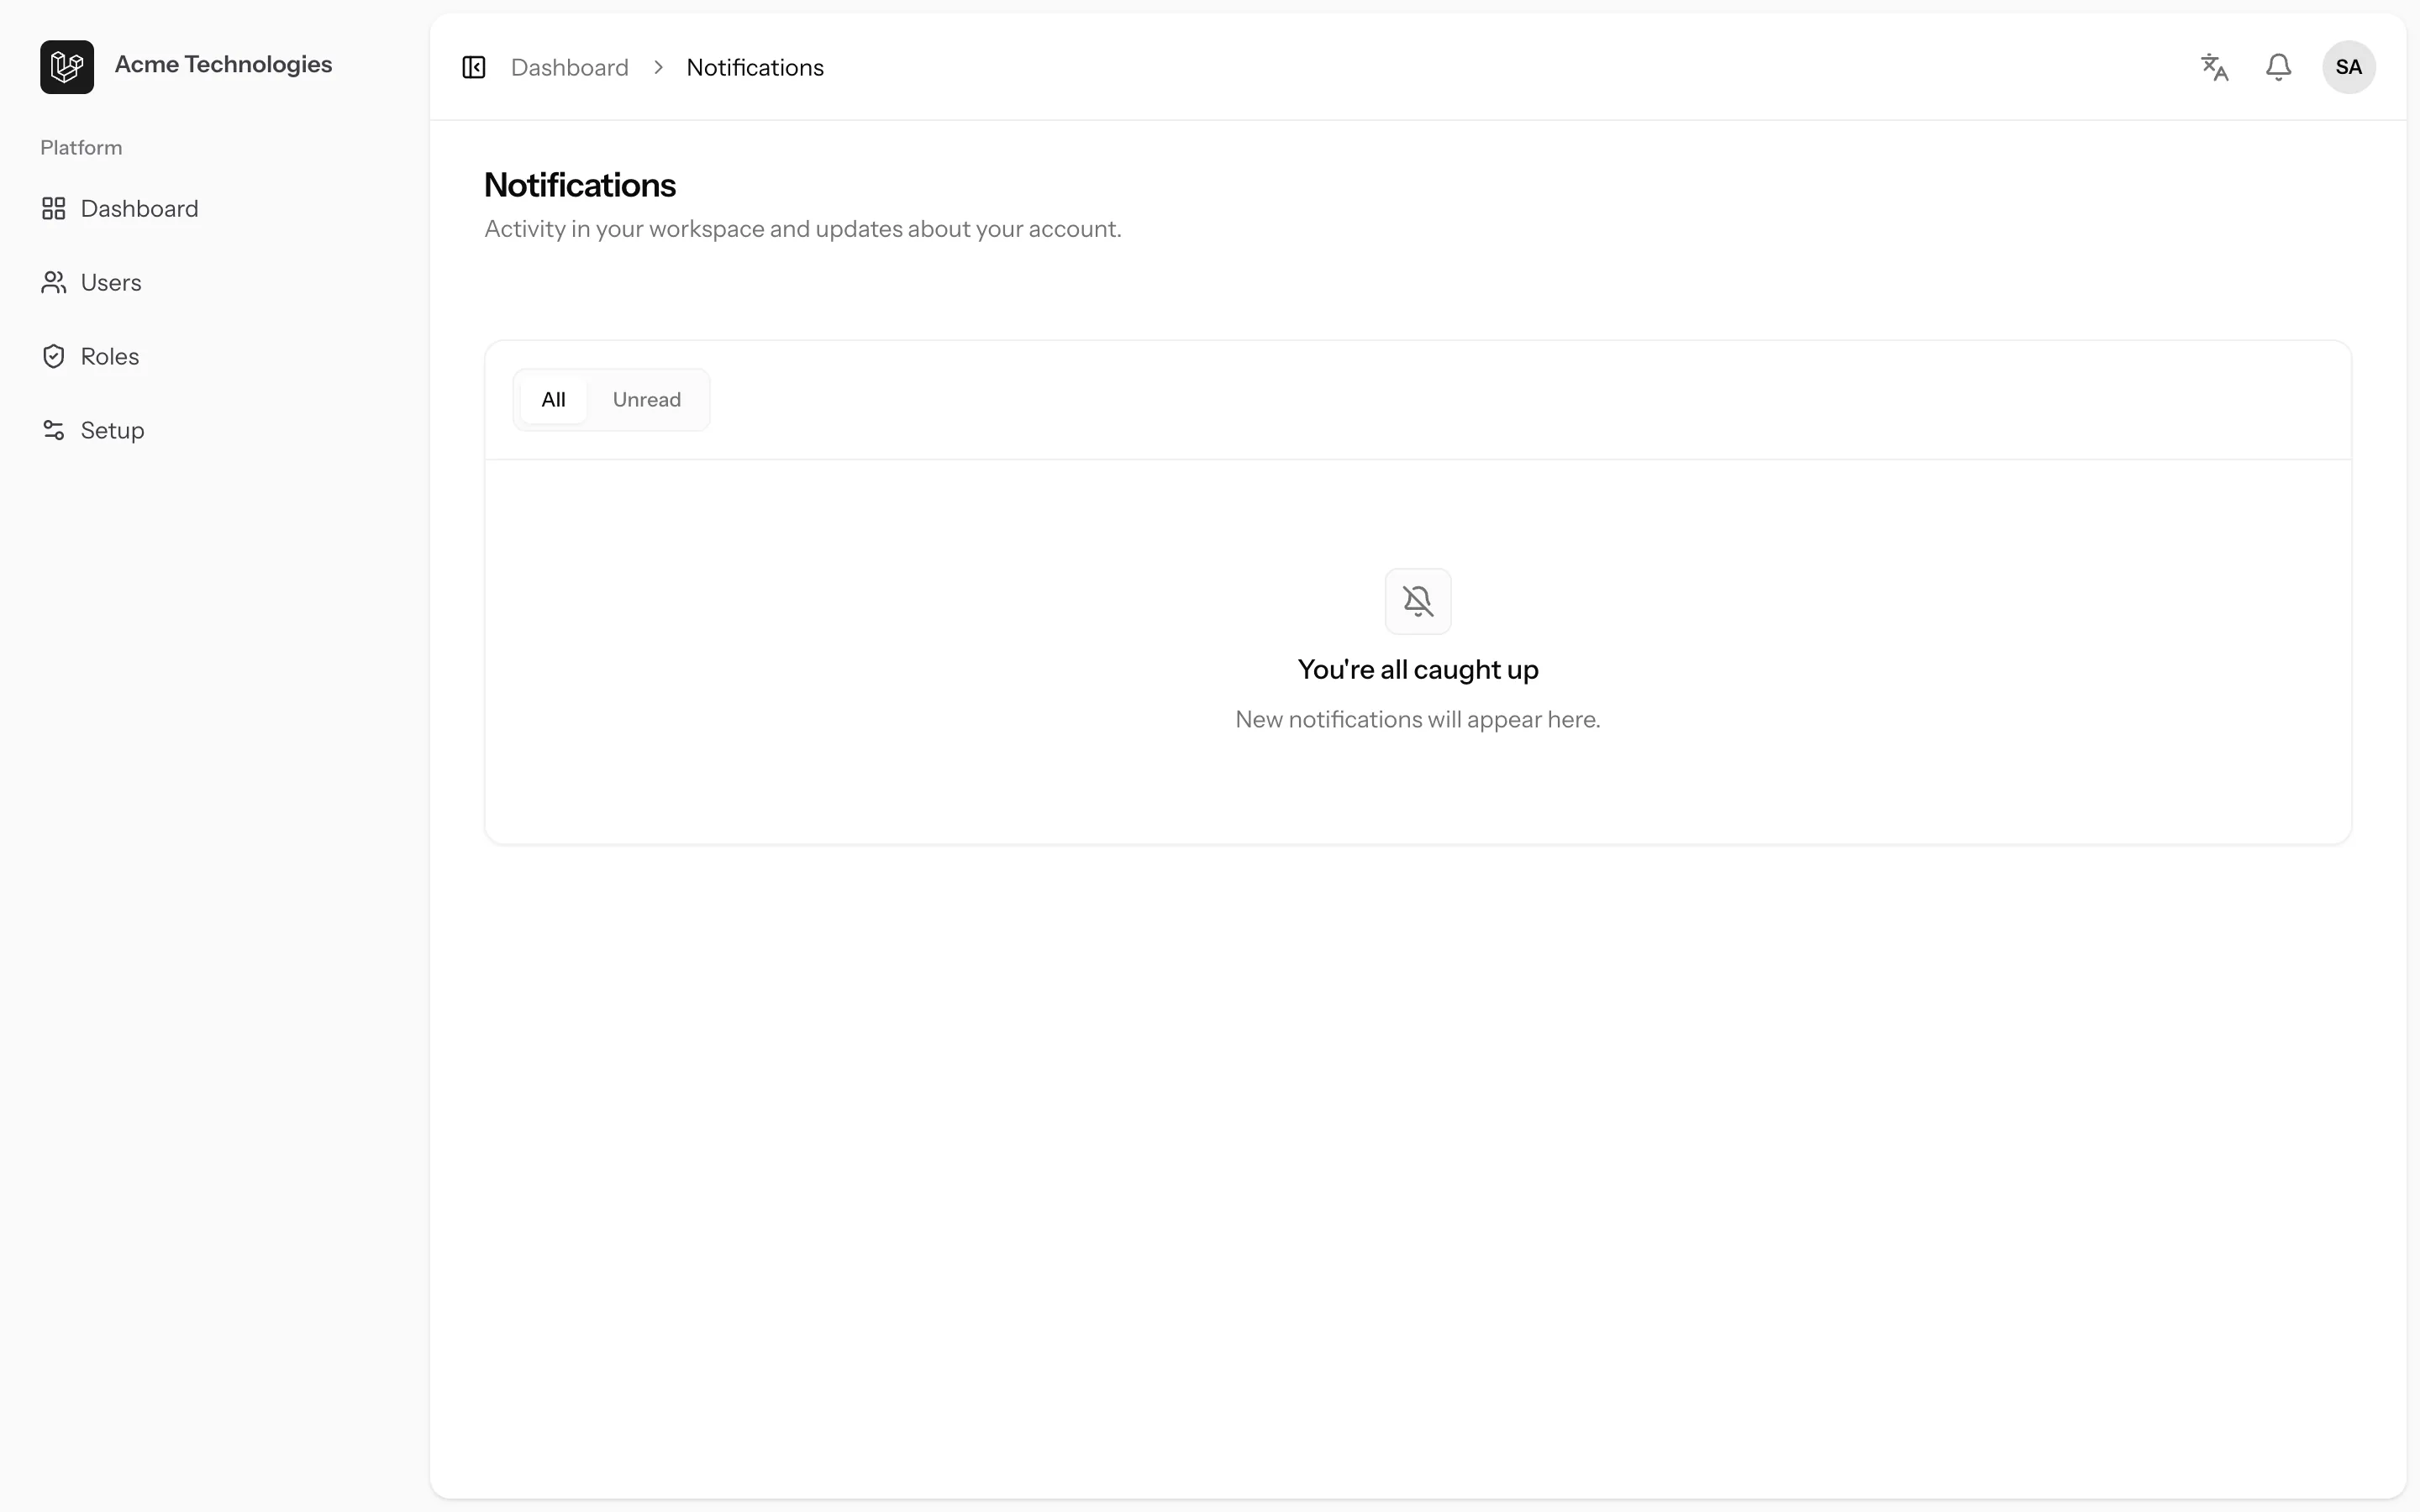 Acme Technologies
Platform
Dashboard
Users
Roles
Setup
Dashboard > Notifications
SA
Notifications
Activity in your workspace and updates about your account.
All
Unread
You're all caught up
New notifications will appear here.